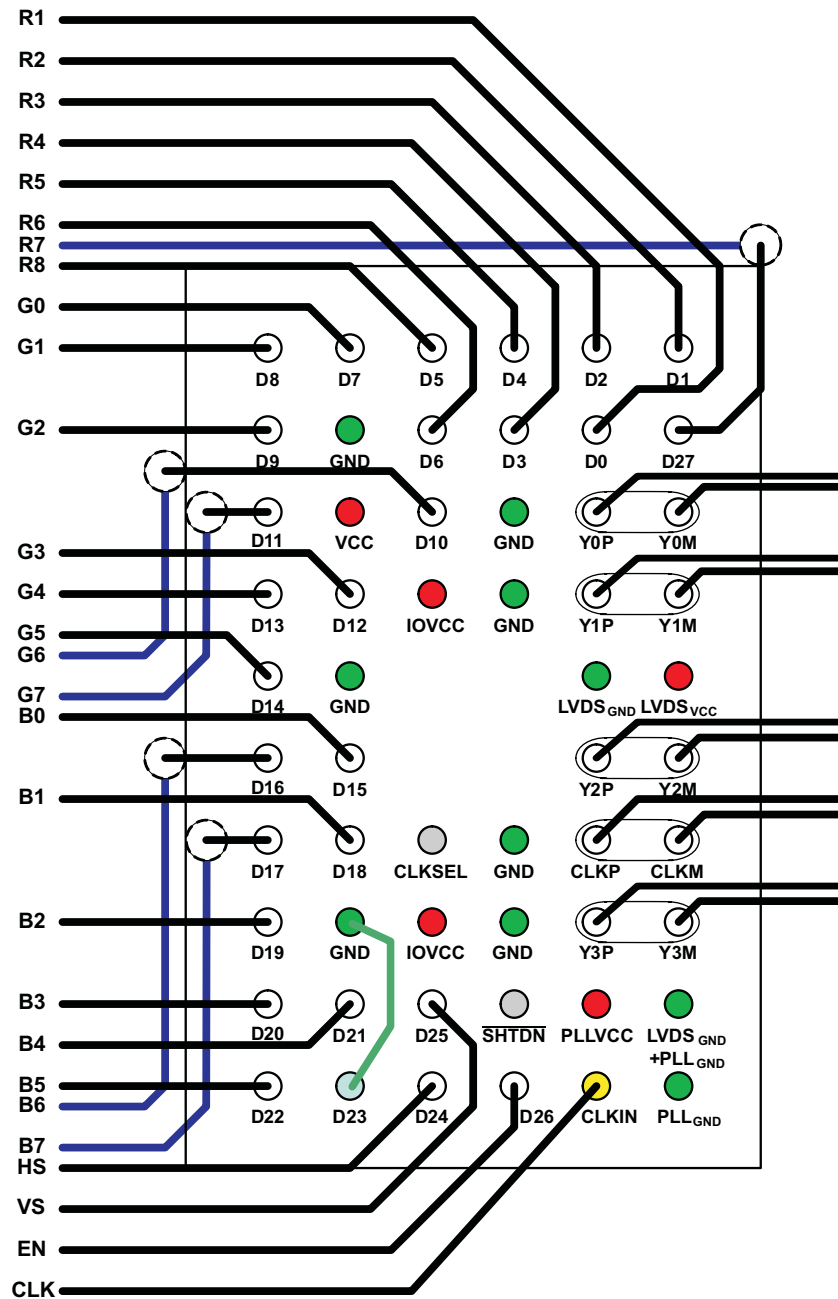 R1
R2
R3
R4
R5
R6
R7
R8
G0
G1
D8 D7 D5 D4 D2 D1
G2
D9 GND D6 D3 D0 D27
D11 VCC D10 GND Y0P Y0M
G3
G4
D13 D12 IOVCC GND Y1P Y1M
G5
G6
G7
D14 GND LVDSGND LVDSVCC
B0
D16 D15 Y2P Y2M
B1
D17 D18 CLKSEL GND CLKP CLKM
B2
D19 GND IOVCC GND Y3P Y3M
B3
D20 D21 D25 SHTDN PLLVCC LVDSGND
+PLLGND
B4
B5
B6
D22 D23 D24 D26 CLKIN PLLGND
B7
HS
VS
EN
CLK